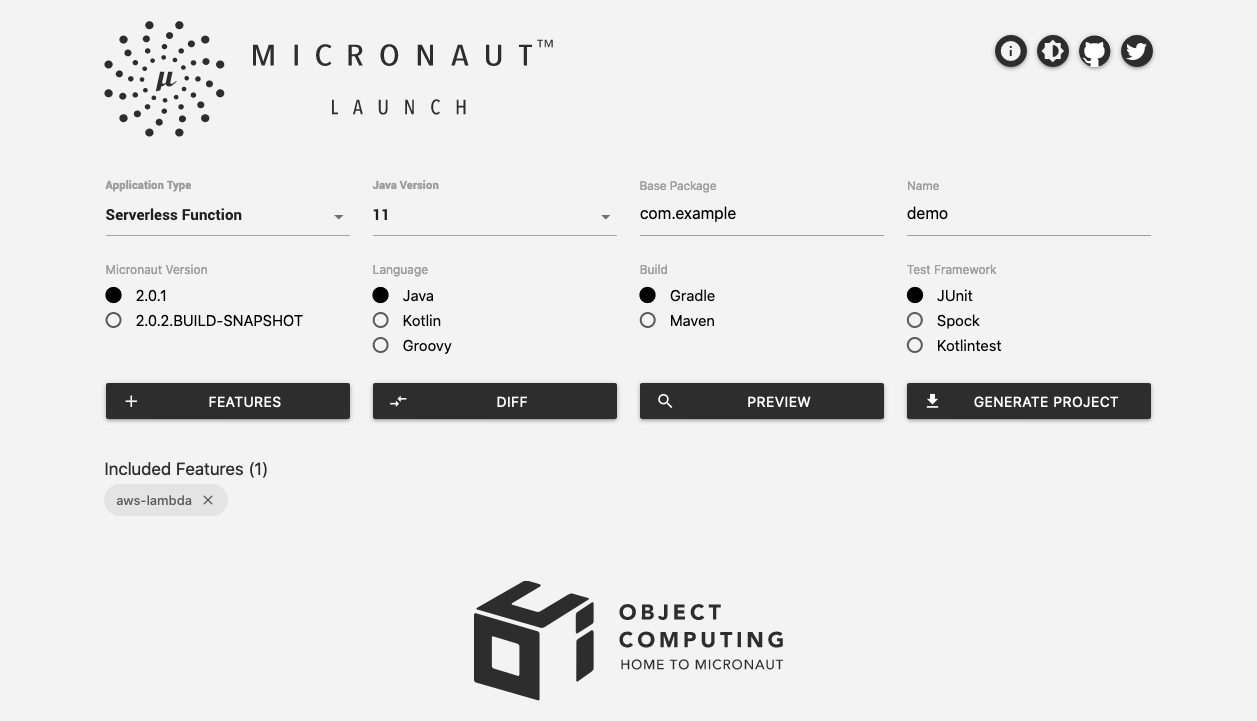 μ
MICRONAUT™
LAUNCH
Application Type
Java Version
Base Package
Name
Serverless Function
11
com.example
demo
Micronaut Version
Language
Build
Test Framework
2.0.1
Java
Gradle
JUnit
2.0.2.BUILD-SNAPSHOT
Kotlin
Maven
Spock
Groovy
Kotlintest
FEATURES
DIFF
PREVIEW
GENERATE PROJECT
Included Features (1)
aws-lambda
OBJECT
COMPUTING
HOME TO MICRONAUT